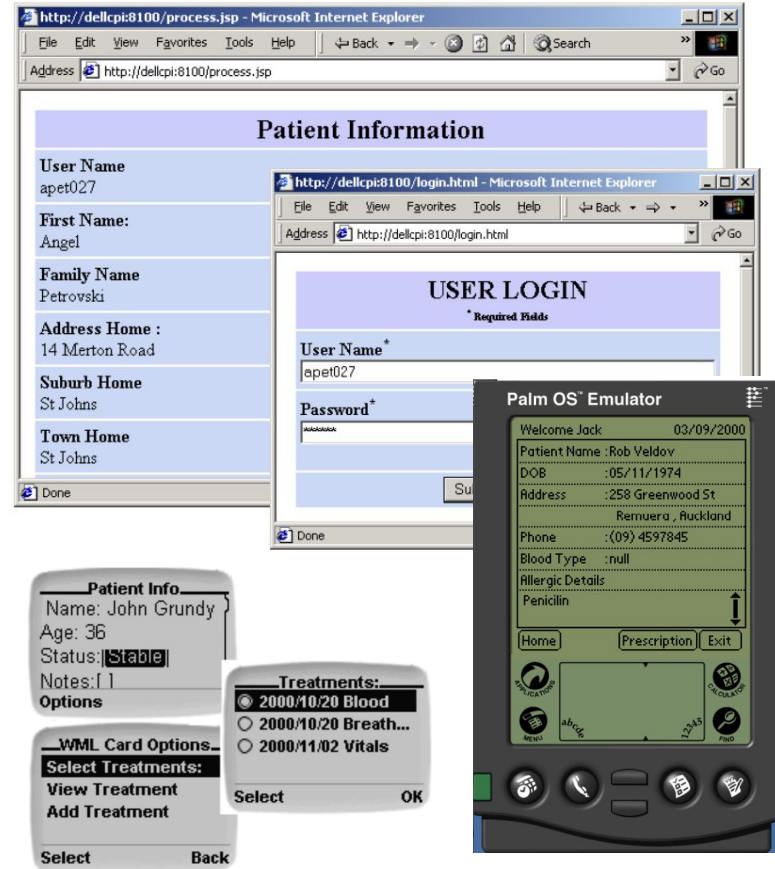 http://dellcpi:8100/process.jsp - Microsoft Internet Explorer
File Edit View Favorites Tools Help Back Search »
Address http://dellcpi:8100/process.jsp Go
Patient Information
User Name
apet027
First Name:
Angel
Family Name
Petrovski
Address Home :
14 Merton Road
Suburb Home
St Johns
Town Home
St Johns
Done
http://dellcpi:8100/login.html - Microsoft Internet Explorer
File Edit View Favorites Tools Help Back »
Address http://dellcpi:8100/login.html Go
USER LOGIN
* Required Fields
User Name*
apet027
Password*
******
Su
Done
Palm OS™ Emulator
Welcome Jack 03/09/2000
Patient Name :Rob Veldov
DOB :05/11/1974
Address :258 Greenwood St
Remuera , Auckland
Phone :(09) 4597845
Blood Type :null
Allergic Details
Penicilin
Home Prescription Exit
APPLICATIONS CALCULATOR
MENU abcde 12345 FIND
Patient Info
Name: John Grundy
Age: 36
Status:[Stable]
Notes:[ ]
Options
WML Card Options
Select Treatments:
View Treatment
Add Treatment
Select Back
Treatments:
2000/10/20 Blood
2000/10/20 Breath...
2000/11/02 Vitals
Select OK